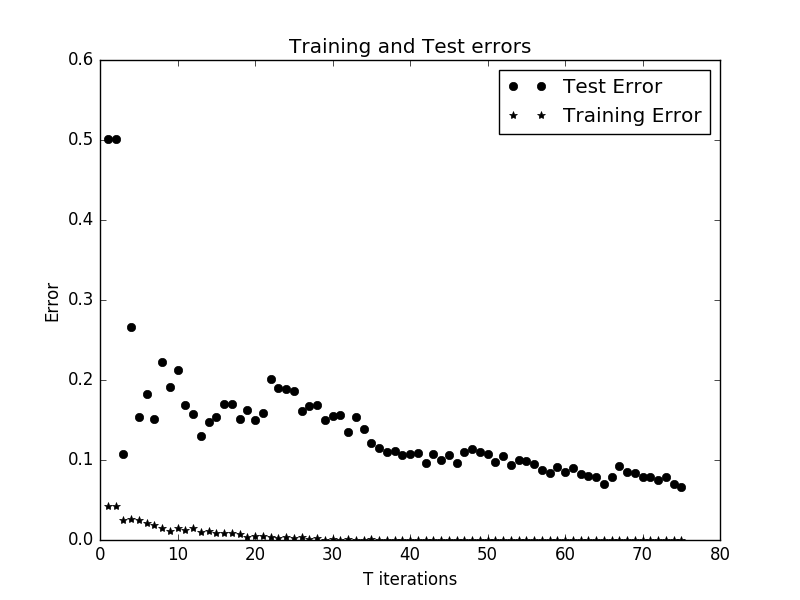 Training and Test errors
0.6
0.5
0.4
0.3
0.2
0.1
0.0
Error
Test Error
Training Error
0 10 20 30 40 50 60 70 80
T iterations